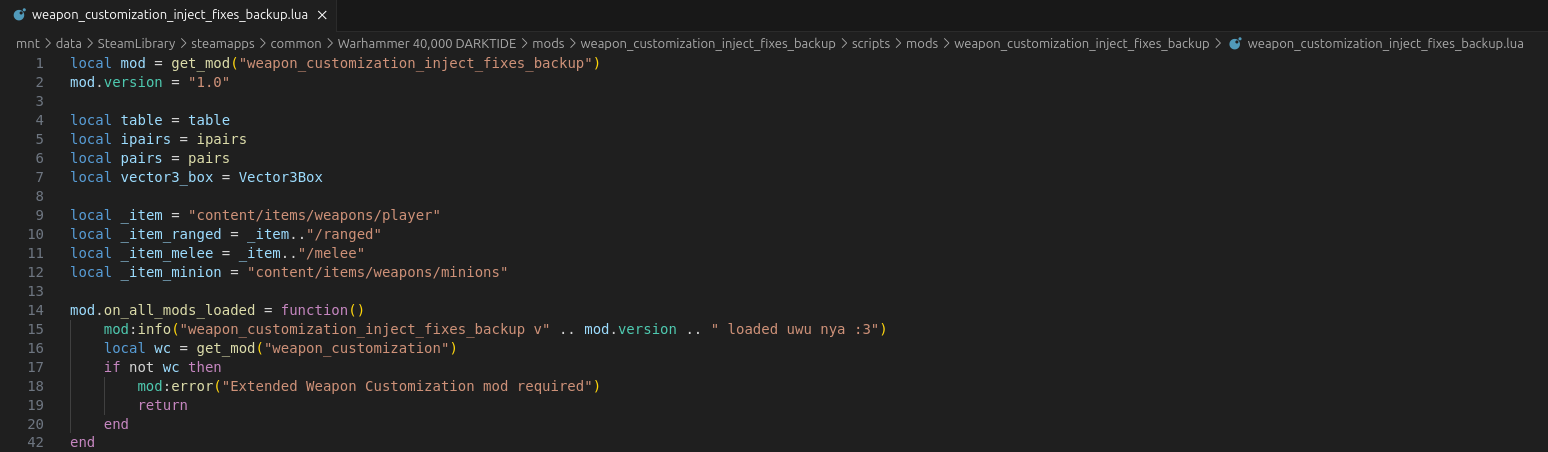 weapon_customization_inject_fixes_backup.lua ×
mnt > data > SteamLibrary > steamapps > common > Warhammer 40,000 DARKTIDE > mods > weapon_customization_inject_fixes_backup > scripts > mods > weapon_customization_inject_fixes_backup > weapon_customization_inject_fixes_backup.lua
1 local mod = get_mod("weapon_customization_inject_fixes_backup")
2 mod.version = "1.0"
3
4 local table = table
5 local ipairs = ipairs
6 local pairs = pairs
7 local vector3_box = Vector3Box
8
9 local _item = "content/items/weapons/player"
10 local _item_ranged = _item.."/ranged"
11 local _item_melee = _item.."/melee"
12 local _item_minion = "content/items/weapons/minions"
13
14 mod.on_all_mods_loaded = function()
15     mod:info("weapon_customization_inject_fixes_backup v" .. mod.version .. " loaded uwu nya :3")
16     local wc = get_mod("weapon_customization")
17     if not wc then
18         mod:error("Extended Weapon Customization mod required")
19         return
20     end
42 end